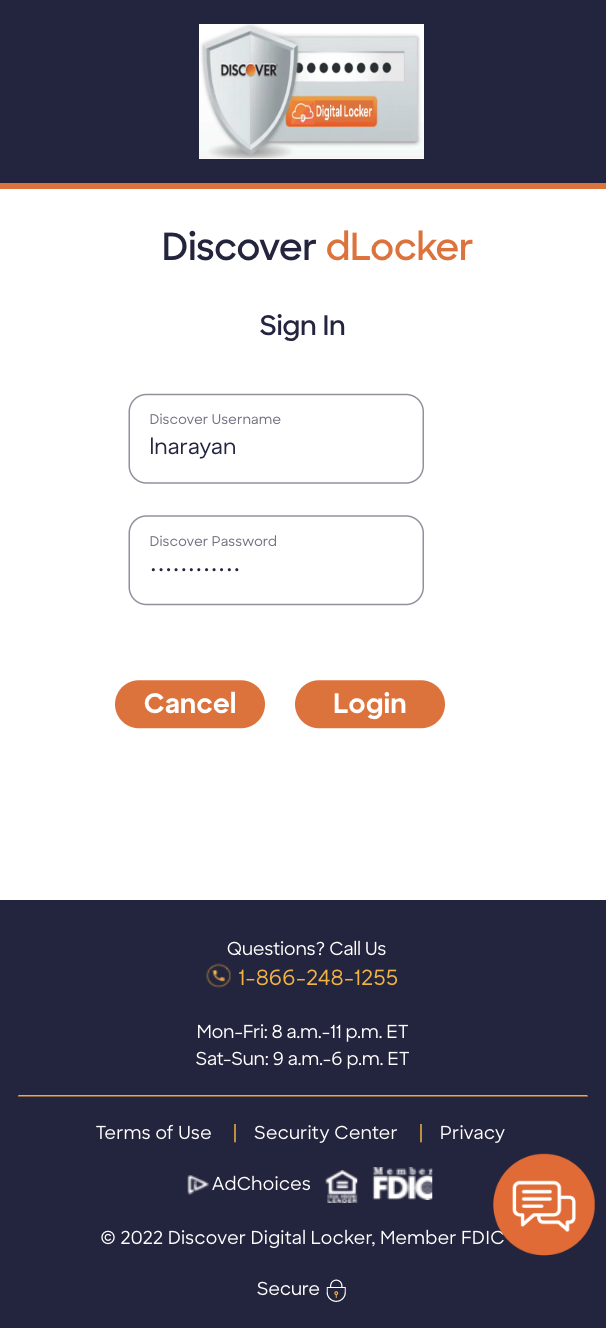 DISCOVER
Digital Locker
Discover dLocker
Sign In
Discover Username
lnarayan
Discover Password
............
Cancel
Login
Questions? Call Us
1-866-248-1255
Mon-Fri: 8 a.m.-11 p.m. ET
Sat-Sun: 9 a.m.-6 p.m. ET
Terms of Use | Security Center | Privacy
AdChoices
Member
FDIC
© 2022 Discover Digital Locker, Member FDIC
Secure